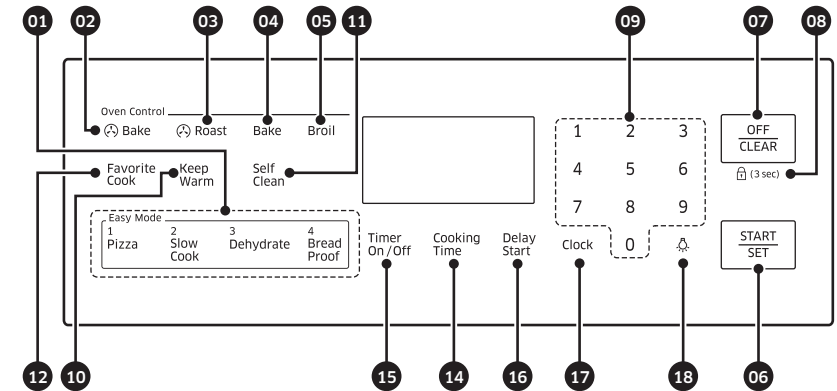 01 02 03 04 05 11 09 07 08
Oven Control
Bake Roast Bake Broil
1 2 3
OFF
CLEAR
(3 sec)
Favorite
Cook
Keep
Warm
Self
Clean
4 5 6
7 8 9
Easy Mode
1 2 3 4
Pizza
Slow
Cook
Dehydrate
Bread
Proof
Timer
On/Off
Cooking
Time
Delay
Start
Clock
0
START
SET
12 10 15 14 16 17 18 06